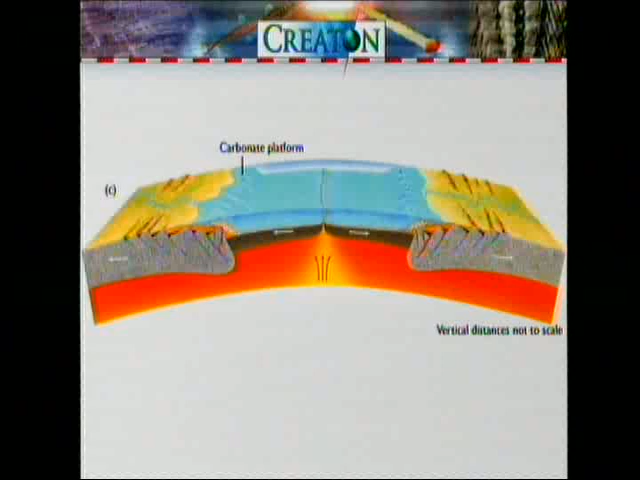 CREATON
Carbonate platform
(c)
Vertical distances not to scale